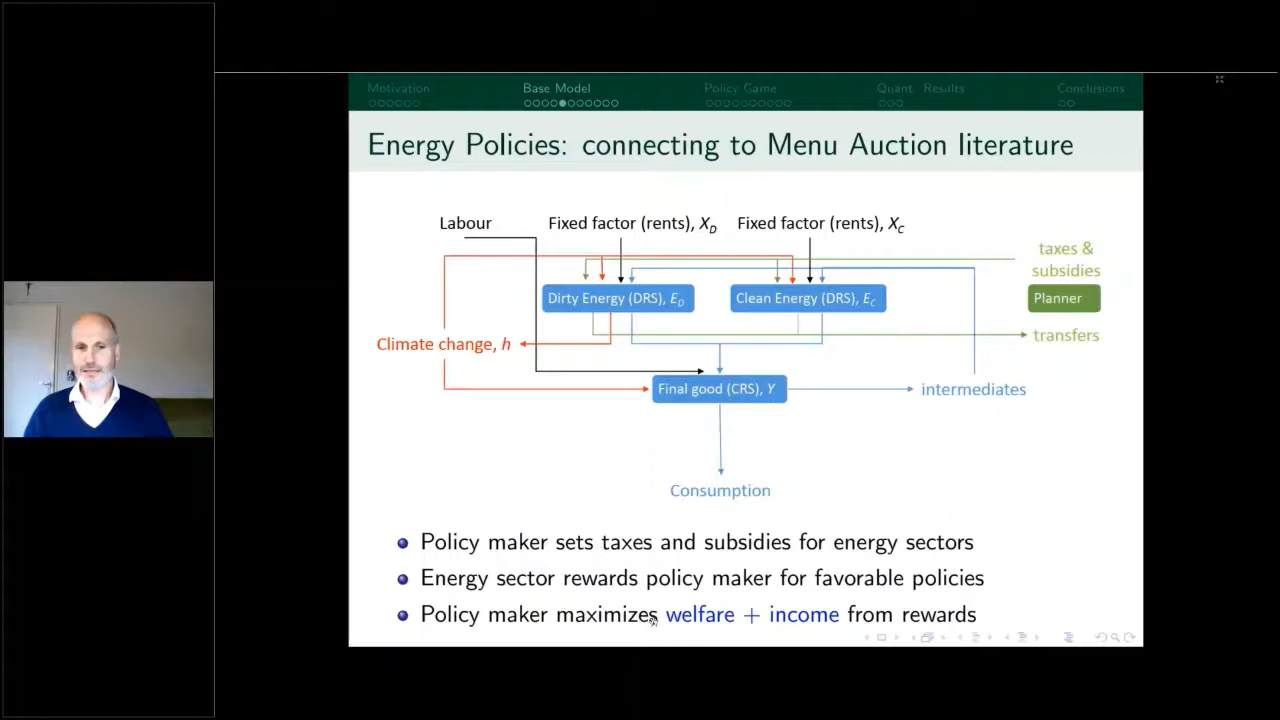 Motivation Base Model Policy Game Quant. Results Conclusions
Energy Policies: connecting to Menu Auction literature
Labour Fixed factor (rents), X_D Fixed factor (rents), X_C
taxes &
subsidies
Dirty Energy (DRS), E_D Clean Energy (DRS), E_C Planner
Climate change, h transfers
Final good (CRS), Y intermediates
Consumption
Policy maker sets taxes and subsidies for energy sectors
Energy sector rewards policy maker for favorable policies
Policy maker maximizes welfare + income from rewards